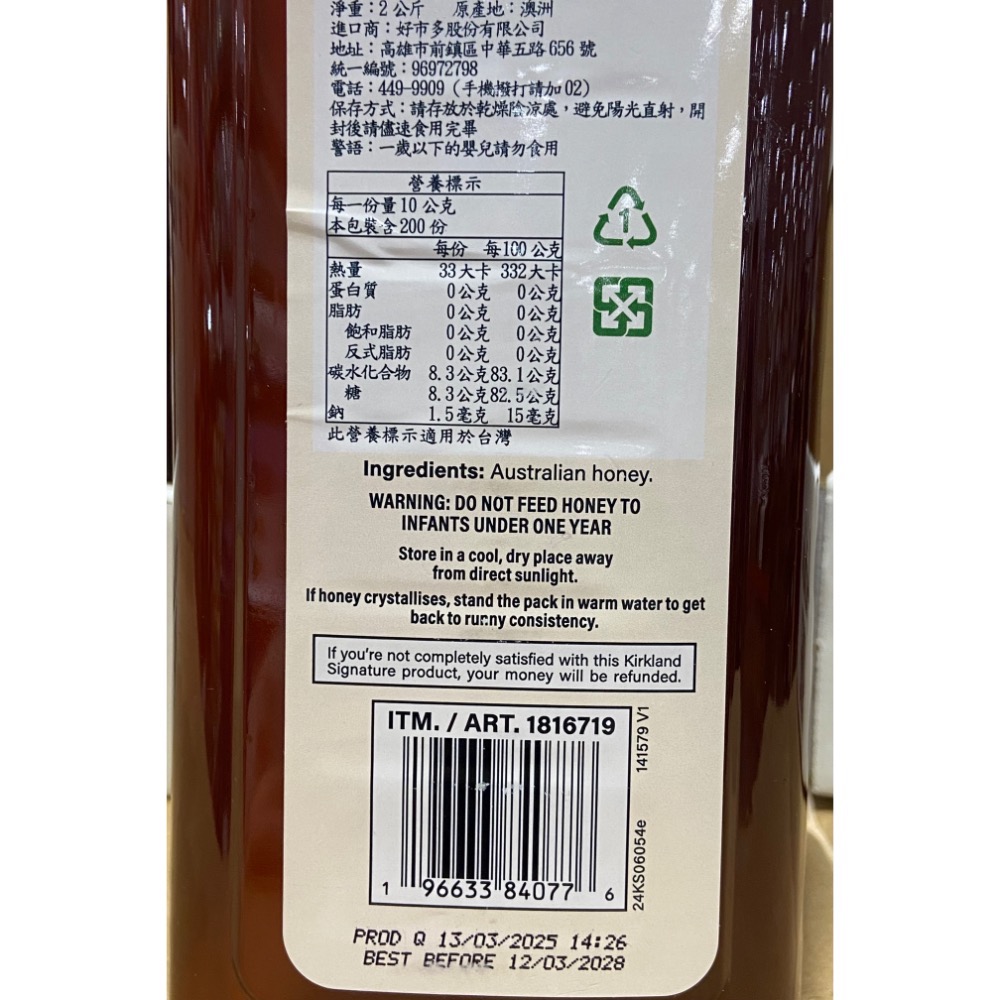 淨重：2 公斤 原產地：澳洲
進口商：好市多股份有限公司
地址：高雄市前鎮區中華五路 656 號
統一編號：96972798
電話：449-9909（手機撥打請加 02）
保存方式：請存放於乾燥陰涼處，避免陽光直射，開
封後請儘速食用完畢
警語：一歲以下的嬰兒請勿食用
營養標示
每一份量 10 公克
本包裝含 200 份
每份 每100 公克
熱量 33大卡 332大卡
蛋白質 0公克 0公克
脂肪 0公克 0公克
飽和脂肪 0公克 0公克
反式脂肪 0公克 0公克
碳水化合物 8.3公克 83.1公克
糖 8.3公克 82.5公克
鈉 1.5毫克 15毫克
此營養標示適用於台灣
1
Ingredients: Australian honey.
WARNING: DO NOT FEED HONEY TO
INFANTS UNDER ONE YEAR
Store in a cool, dry place away
from direct sunlight.
If honey crystallises, stand the pack in warm water to get
back to runny consistency.
If you're not completely satisfied with this Kirkland
Signature product, your money will be refunded.
ITM. / ART. 1816719
1 96633 84077 6
141579 V1
24KS06054e
PROD Q 13/03/2025 14:26
BEST BEFORE 12/03/2028